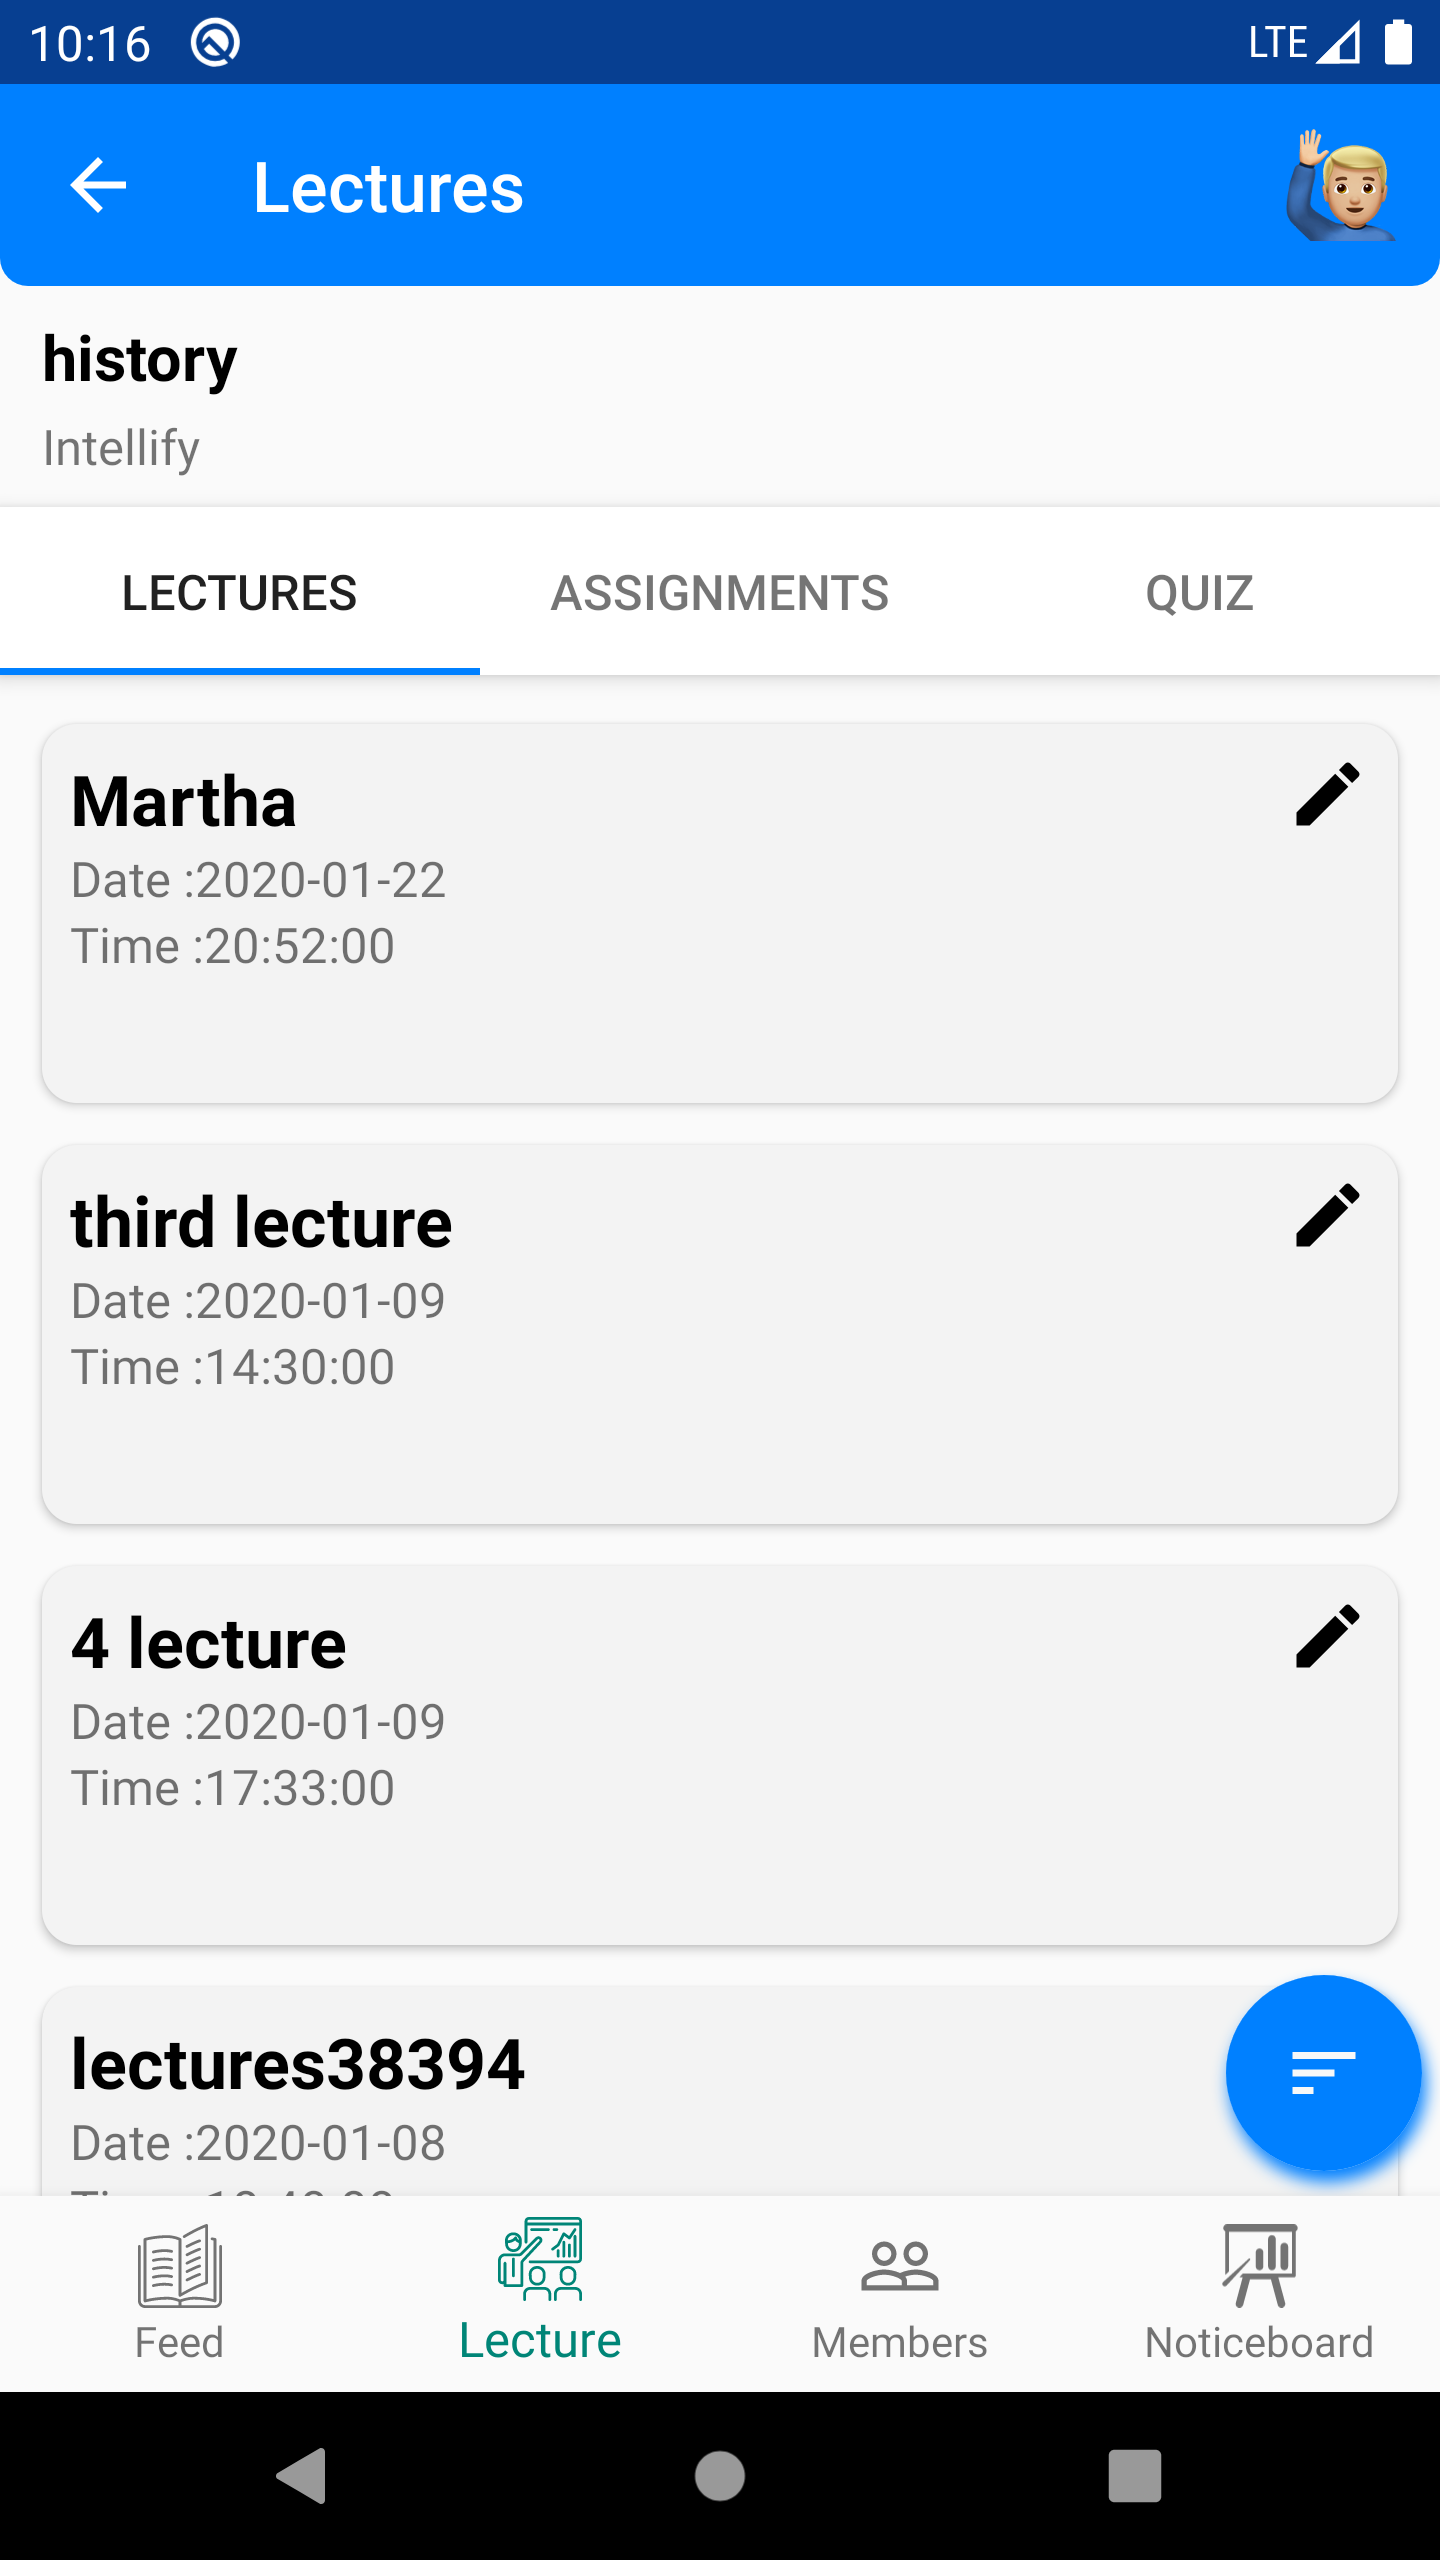 10:16
LTE
Lectures
history
Intellify
LECTURES
ASSIGNMENTS
QUIZ
Martha
Date :2020-01-22
Time :20:52:00
third lecture
Date :2020-01-09
Time :14:30:00
4 lecture
Date :2020-01-09
Time :17:33:00
lectures38394
Date :2020-01-08
Feed
Lecture
Members
Noticeboard